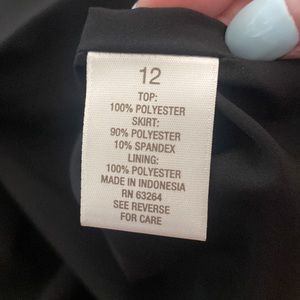 12
TOP:
100% POLYESTER
SKIRT:
90% POLYESTER
10% SPANDEX
LINING:
100% POLYESTER
MADE IN INDONESIA
RN 63264
SEE REVERSE
FOR CARE